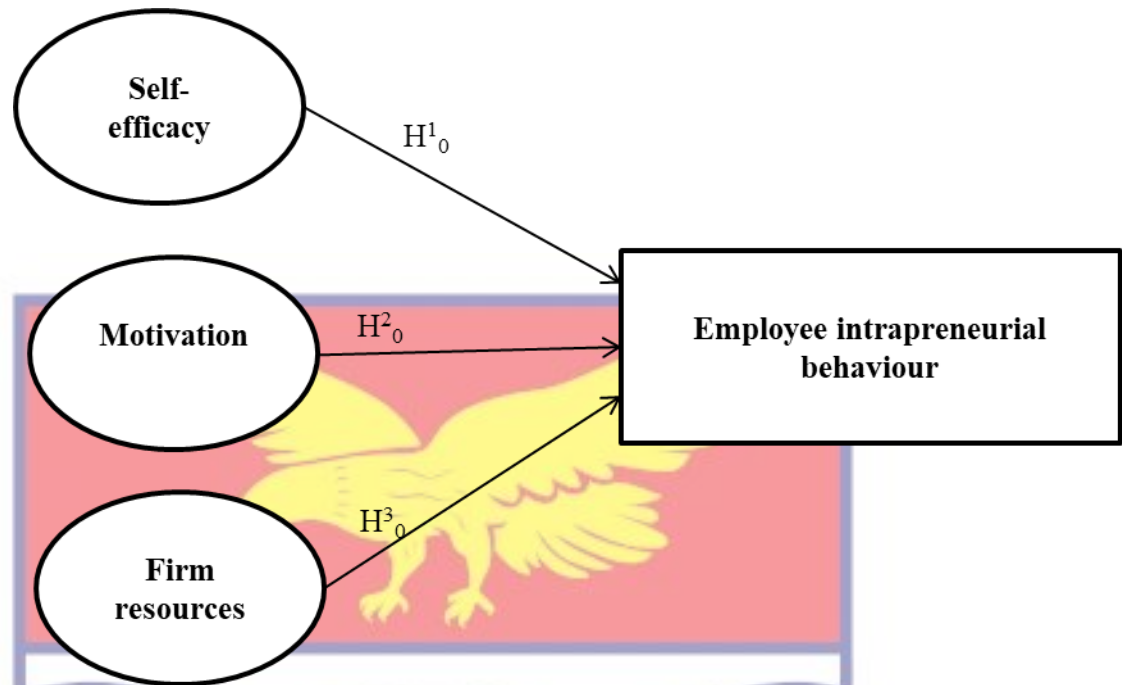 Self-
efficacy
H¹₀
Motivation
H²₀
Employee intrapreneurial
behaviour
H³₀
Firm
resources